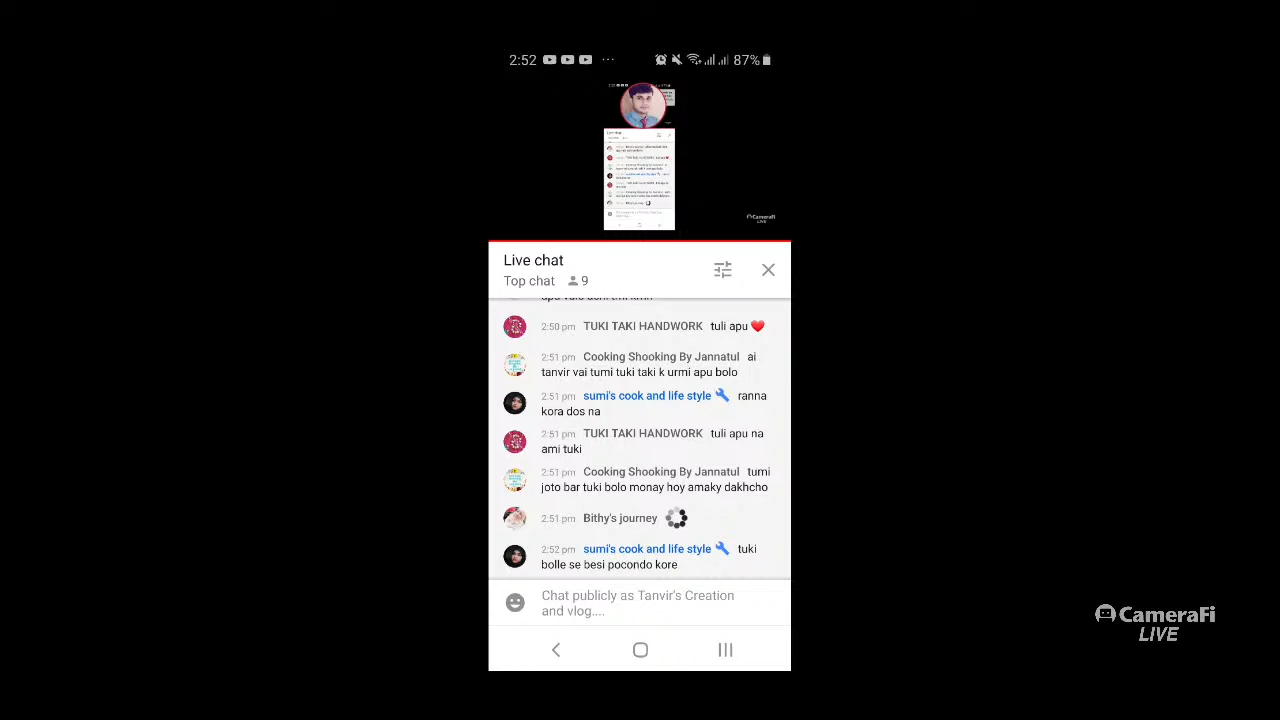 2:52 ... 87%
CameraFi
LIVE
Live chat
Top chat 9
2:50 pm TUKI TAKI HANDWORK tuli apu ❤️
2:51 pm Cooking Shooking By Jannatul ai
tanvir vai tumi tuki taki k urmi apu bolo
2:51 pm sumi's cook and life style ranna
kora dos na
2:51 pm TUKI TAKI HANDWORK tuli apu na
ami tuki
2:51 pm Cooking Shooking By Jannatul tumi
joto bar tuki bolo monay hoy amaky dakhcho
2:51 pm Bithy's journey
2:52 pm sumi's cook and life style tuki
bolle se besi pocondo kore
Chat publicly as Tanvir's Creation
and vlog....
CameraFi
LIVE